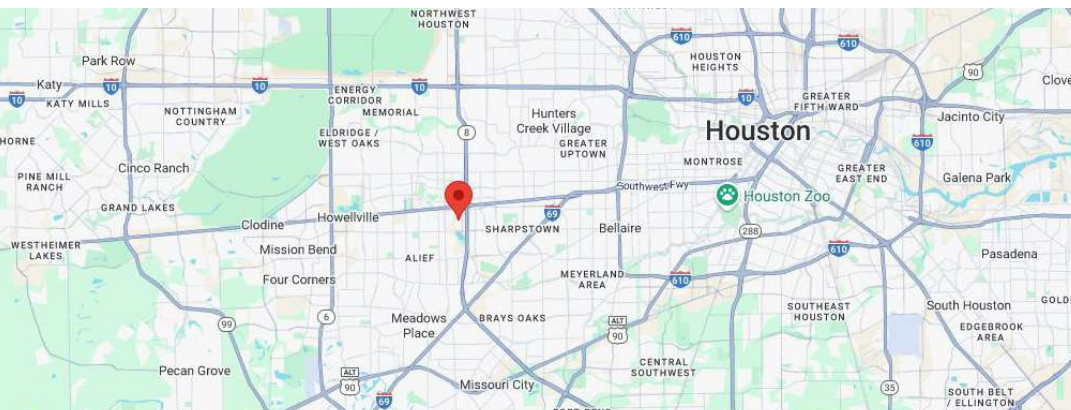 NORTHWEST
HOUSTON
610
610
Park Row
HOUSTON
HEIGHTS
90
Katy
10
10
10
ENERGY
CORRIDOR
10
10
Clove
KATY MILLS
NOTTINGHAM
COUNTRY
MEMORIAL
Hunters
Creek Village
GREATER
FIFTH WARD
Jacinto City
HORNE
ELDRIDGE /
WEST OAKS
8
GREATER
UPTOWN
Houston
610
Cinco Ranch
MONTROSE
PINE MILL
RANCH
GREATER
EAST END
Galena Park
Southwest Fwy
Houston Zoo
GRAND LAKES
Howellville
69
Clodine
SHARPSTOWN
Bellaire
288
WESTHEIMER
LAKES
Mission Bend
ALIEF
610
Pasadena
Four Corners
MEYERLAND
AREA
610
99
6
Meadows
Place
BRAYS OAKS
ALT
90
SOUTHEAST
HOUSTON
South Houston
GOLD
EDGEBROOK
AREA
Pecan Grove
ALT
90
Missouri City
CENTRAL
SOUTHWEST
35
69
SOUTH BELT
/ ELLINGTON